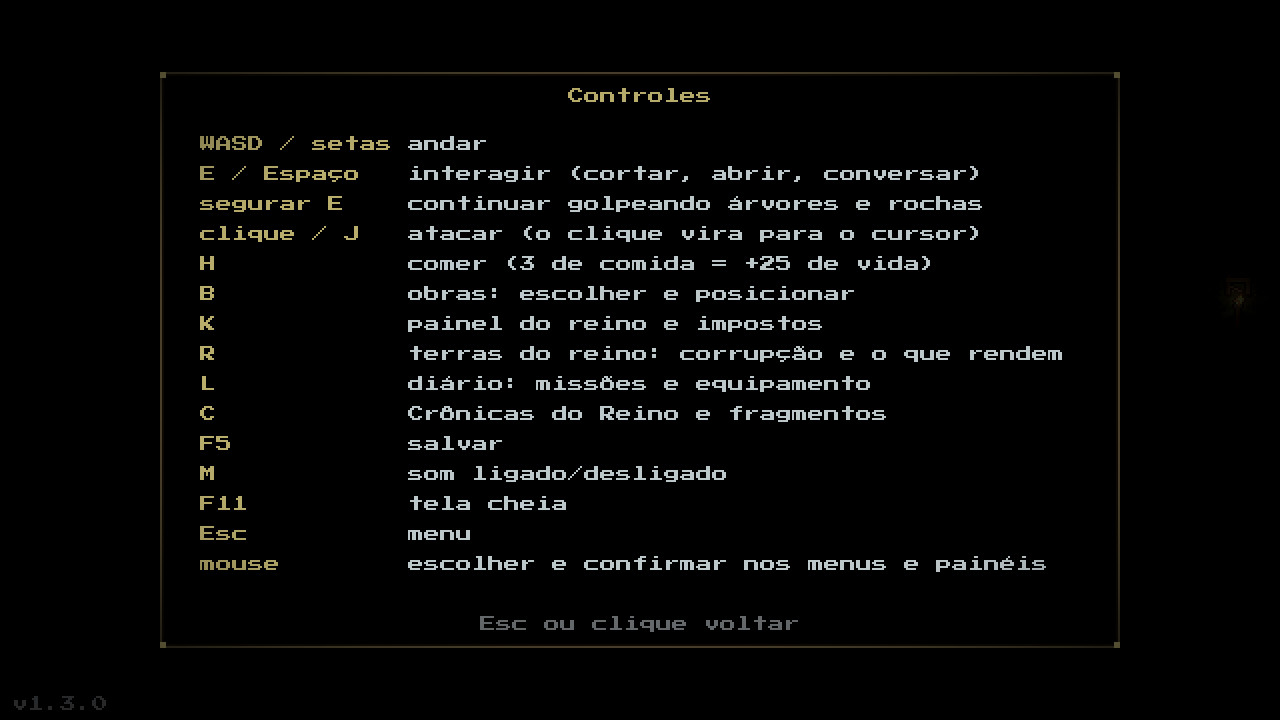 Controles
WASD / setas andar
E / Espaço interagir (cortar, abrir, conversar)
segurar E continuar golpeando árvores e rochas
clique / J atacar (o clique vira para o cursor)
H comer (3 de comida = +25 de vida)
B obras: escolher e posicionar
K painel do reino e impostos
R terras do reino: corrupção e o que rendem
L diário: missões e equipamento
C Crônicas do Reino e fragmentos
F5 salvar
M som ligado/desligado
F11 tela cheia
Esc menu
mouse escolher e confirmar nos menus e painéis
Esc ou clique voltar
v1.3.0